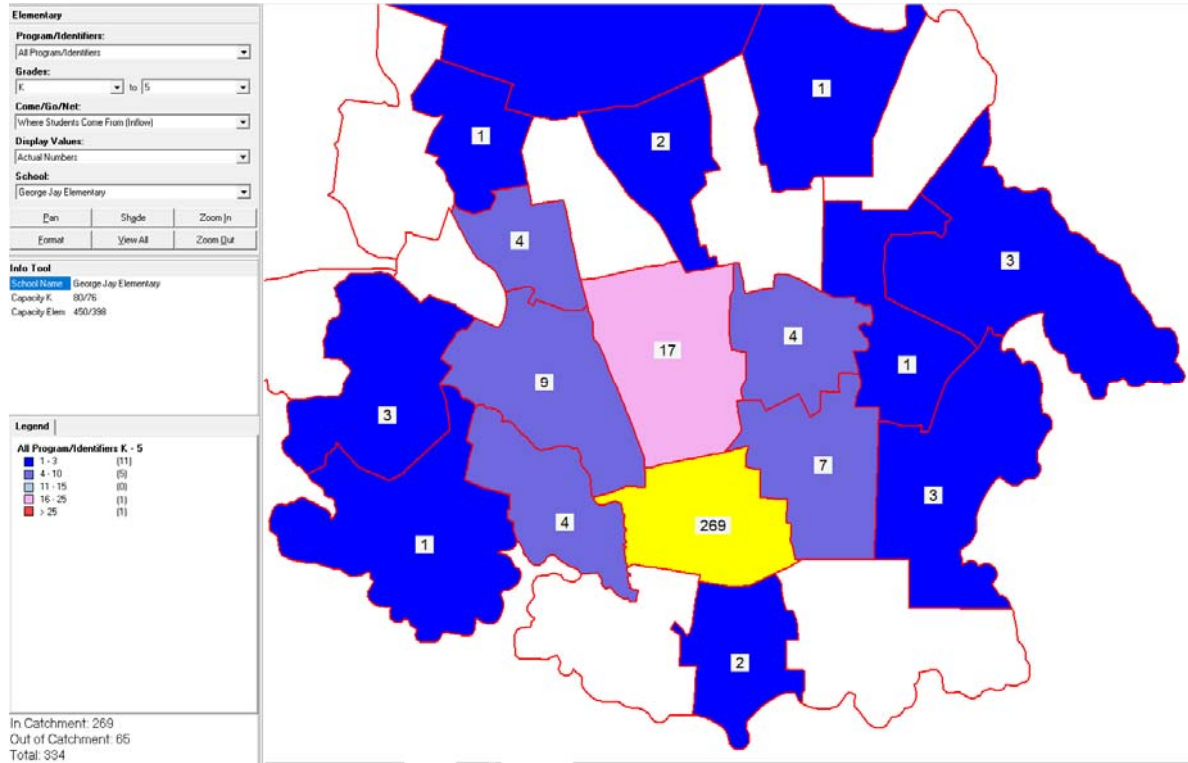 Elementary
Program/Identifiers:
All Program/Identifiers
Grades:
K to 5
Come/Go/Net:
Where Students Come From (Inflow)
Display Values:
Actual Numbers
School:
George Jay Elementary
Pan Shade Zoom In
Format View All Zoom Out
Info Tool
School Name George Jay Elementary
Capacity K 80/76
Capacity Elem 450/398
Legend
All Program/Identifiers K - 5
1 - 3 (11)
4 - 10 (5)
11 - 15 (0)
16 - 25 (1)
> 25 (1)
In Catchment: 269
Out of Catchment: 65
Total: 334
1
1
2
4
3
17
4
9
1
3
7
3
4
269
1
2